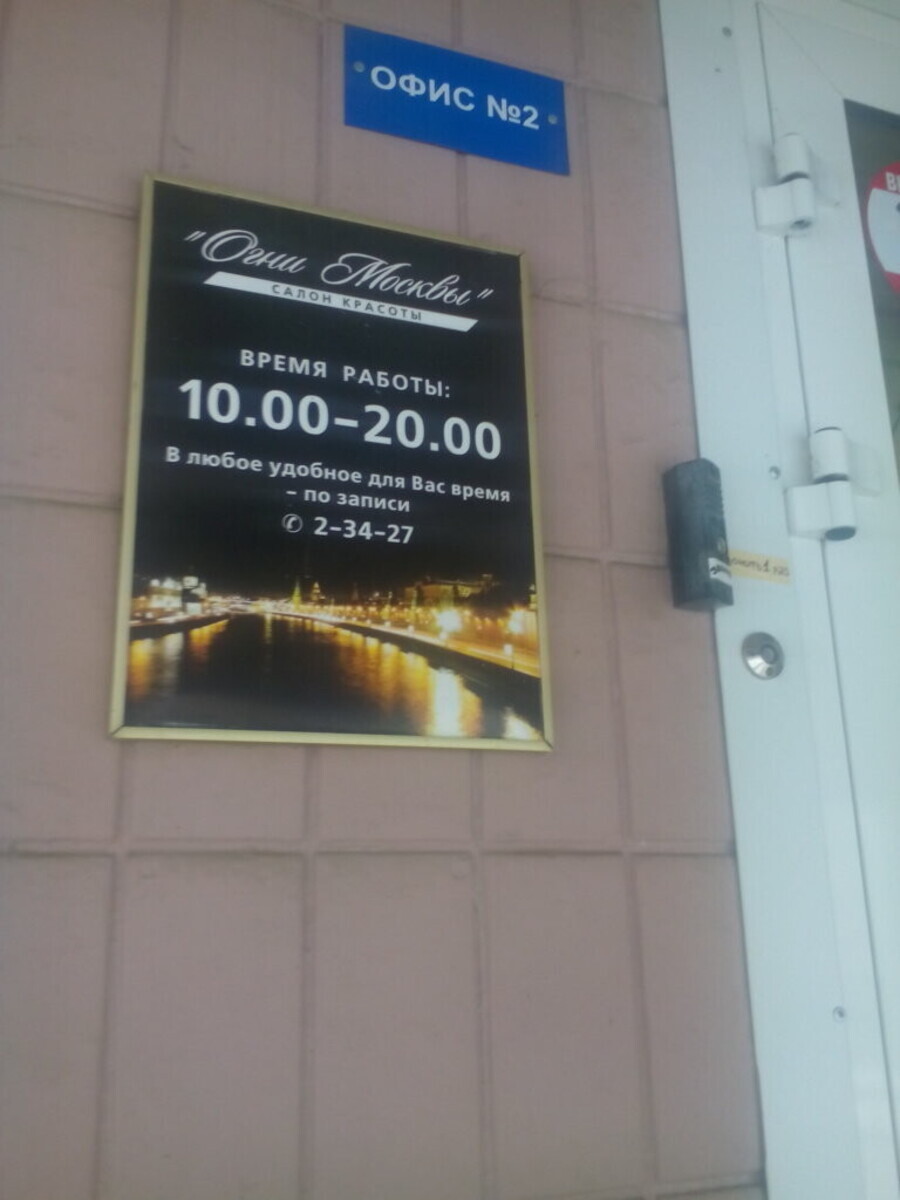 ОФИС №2
"Огни Москвы"
САЛОН КРАСОТЫ
ВРЕМЯ РАБОТЫ:
10.00-20.00
В любое удобное для Вас время
- по записи
✆ 2-34-27